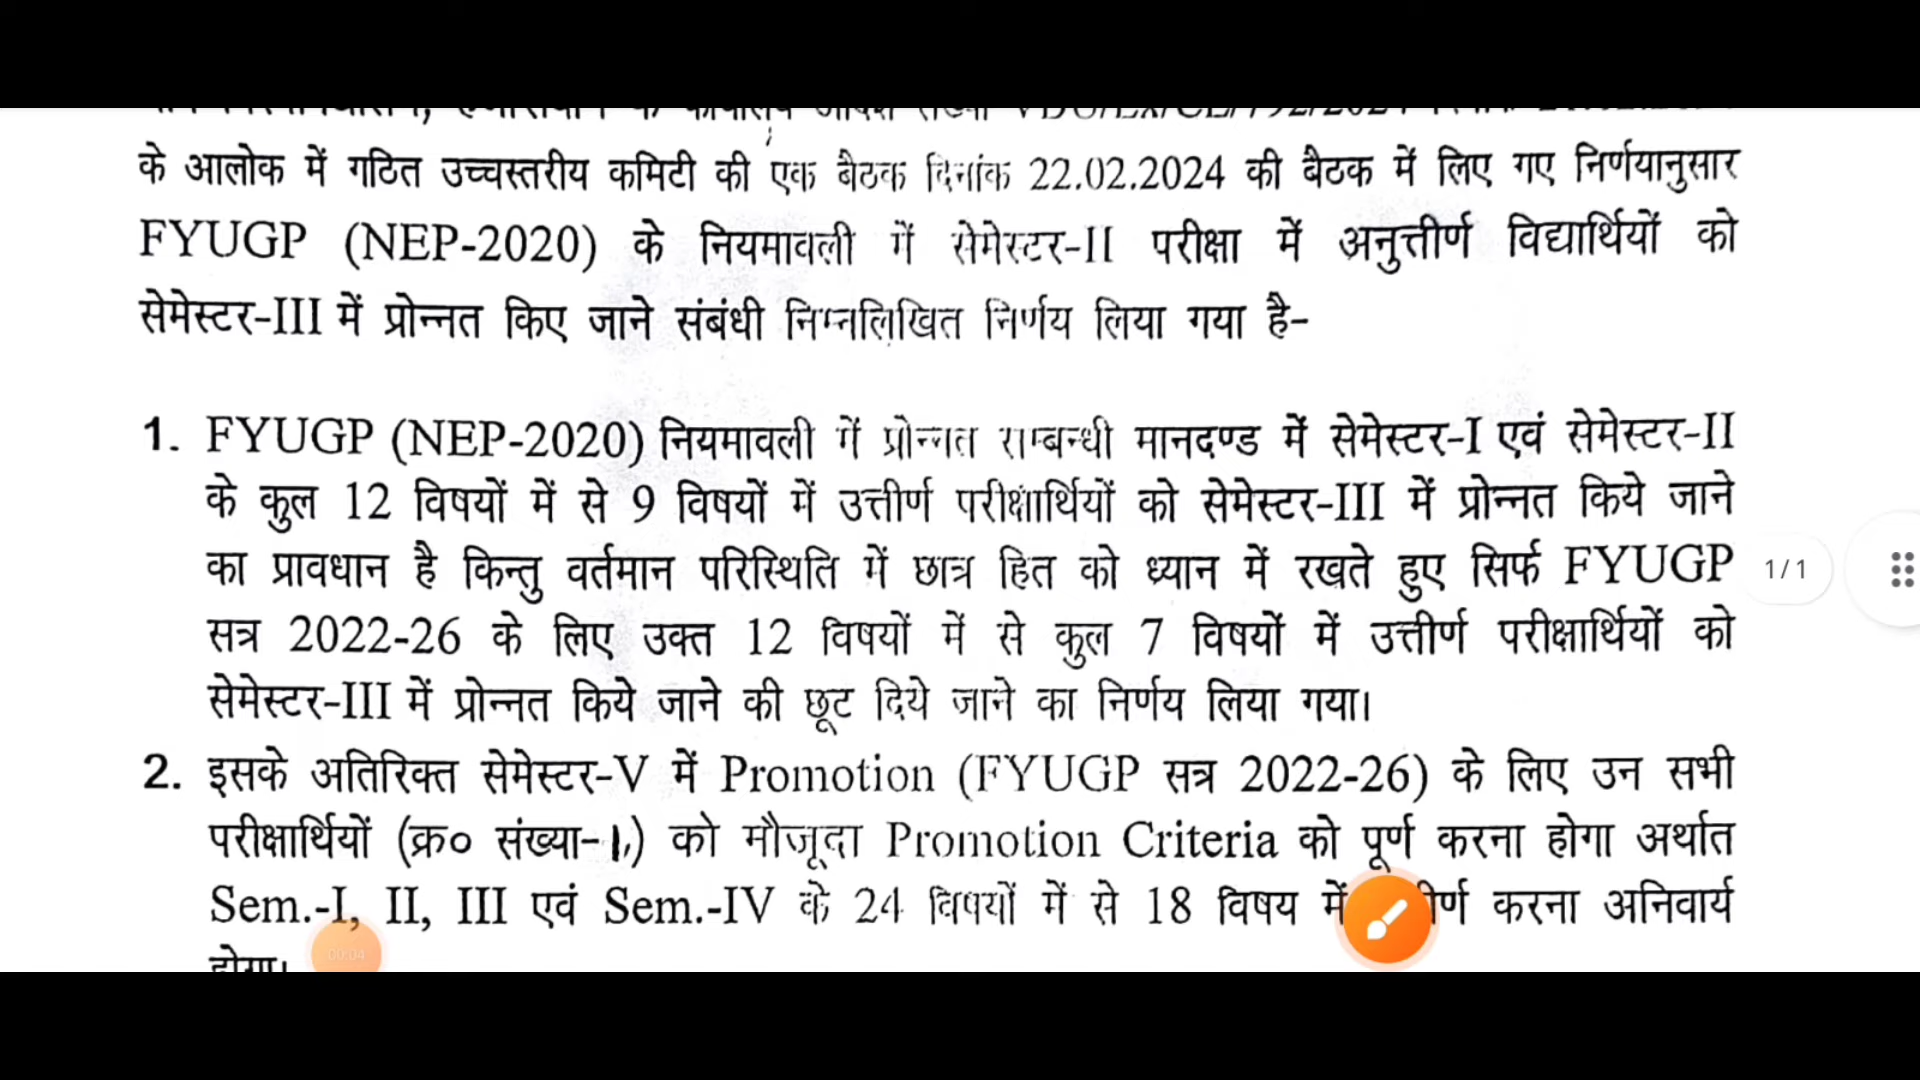 के आलोक में गठित उच्चस्तरीय कमिटी की एक बैठक दिनांक 22.02.2024 की बैठक में लिए गए निर्णयानुसार
FYUGP (NEP-2020) के नियमावली में सेमेस्टर-II परीक्षा में अनुत्तीर्ण विद्यार्थियों को
सेमेस्टर-III में प्रोन्नत किए जाने संबंधी निम्नलिखित निर्णय लिया गया है-
1. FYUGP (NEP-2020) नियमावली में प्रोन्नत सम्बन्धी मानदण्ड में सेमेस्टर-I एवं सेमेस्टर-II
के कुल 12 विषयों में से 9 विषयों में उत्तीर्ण परीक्षार्थियों को सेमेस्टर-III में प्रोन्नत किये जाने
का प्रावधान है किन्तु वर्तमान परिस्थिति में छात्र हित को ध्यान में रखते हुए सिर्फ FYUGP
1/1
सत्र 2022-26 के लिए उक्त 12 विषयों में से कुल 7 विषयों में उत्तीर्ण परीक्षार्थियों को
सेमेस्टर-III में प्रोन्नत किये जाने की छूट दिये जाने का निर्णय लिया गया।
2. इसके अतिरिक्त सेमेस्टर-V में Promotion (FYUGP सत्र 2022-26) के लिए उन सभी
परीक्षार्थियों (क्र० संख्या-1,) को मौजूदा Promotion Criteria को पूर्ण करना होगा अर्थात
Sem.-I, II, III एवं Sem.-IV के 24 विषयों में से 18 विषय में करना अनिवार्य
होगा।
00:04